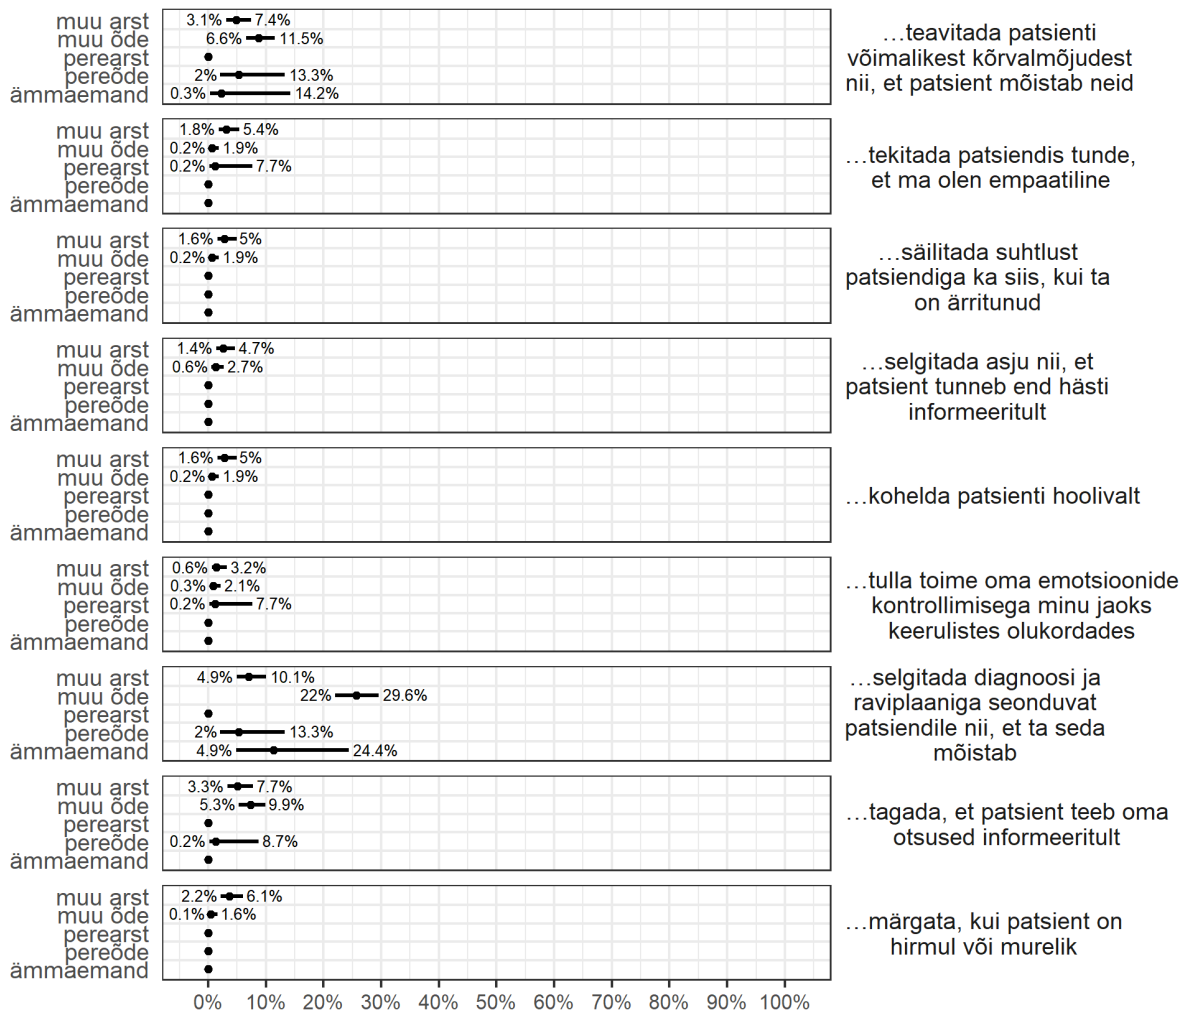 muu arst 3.1% 7.4%
muu õde 6.6% 11.5%
perearst
pereõde 2% 13.3%
ämmaemand 0.3% 14.2%
…teavitada patsienti
võimalikest kõrvalmõjudest
nii, et patsient mõistab neid
muu arst 1.8% 5.4%
muu õde 0.2% 1.9%
perearst 0.2% 7.7%
pereõde
ämmaemand
…tekitada patsiendis tunde,
et ma olen empaatiline
muu arst 1.6% 5%
muu õde 0.2% 1.9%
perearst
pereõde
ämmaemand
…säilitada suhtlust
patsiendiga ka siis, kui ta
on ärritunud
muu arst 1.4% 4.7%
muu õde 0.6% 2.7%
perearst
pereõde
ämmaemand
…selgitada asju nii, et
patsient tunneb end hästi
informeeritult
muu arst 1.6% 5%
muu õde 0.2% 1.9%
perearst
pereõde
ämmaemand
…kohelda patsienti hoolivalt
muu arst 0.6% 3.2%
muu õde 0.3% 2.1%
perearst 0.2% 7.7%
pereõde
ämmaemand
…tulla toime oma emotsioonide
kontrollimisega minu jaoks
keerulistes olukordades
muu arst 4.9% 10.1%
muu õde 22% 29.6%
perearst
pereõde 2% 13.3%
ämmaemand 4.9% 24.4%
…selgitada diagnoosi ja
raviplaaniga seonduvat
patsiendile nii, et ta seda
mõistab
muu arst 3.3% 7.7%
muu õde 5.3% 9.9%
perearst
pereõde 0.2% 8.7%
ämmaemand
…tagada, et patsient teeb oma
otsused informeeritult
muu arst 2.2% 6.1%
muu õde 0.1% 1.6%
perearst
pereõde
ämmaemand
…märgata, kui patsient on
hirmul või murelik
0% 10% 20% 30% 40% 50% 60% 70% 80% 90% 100%